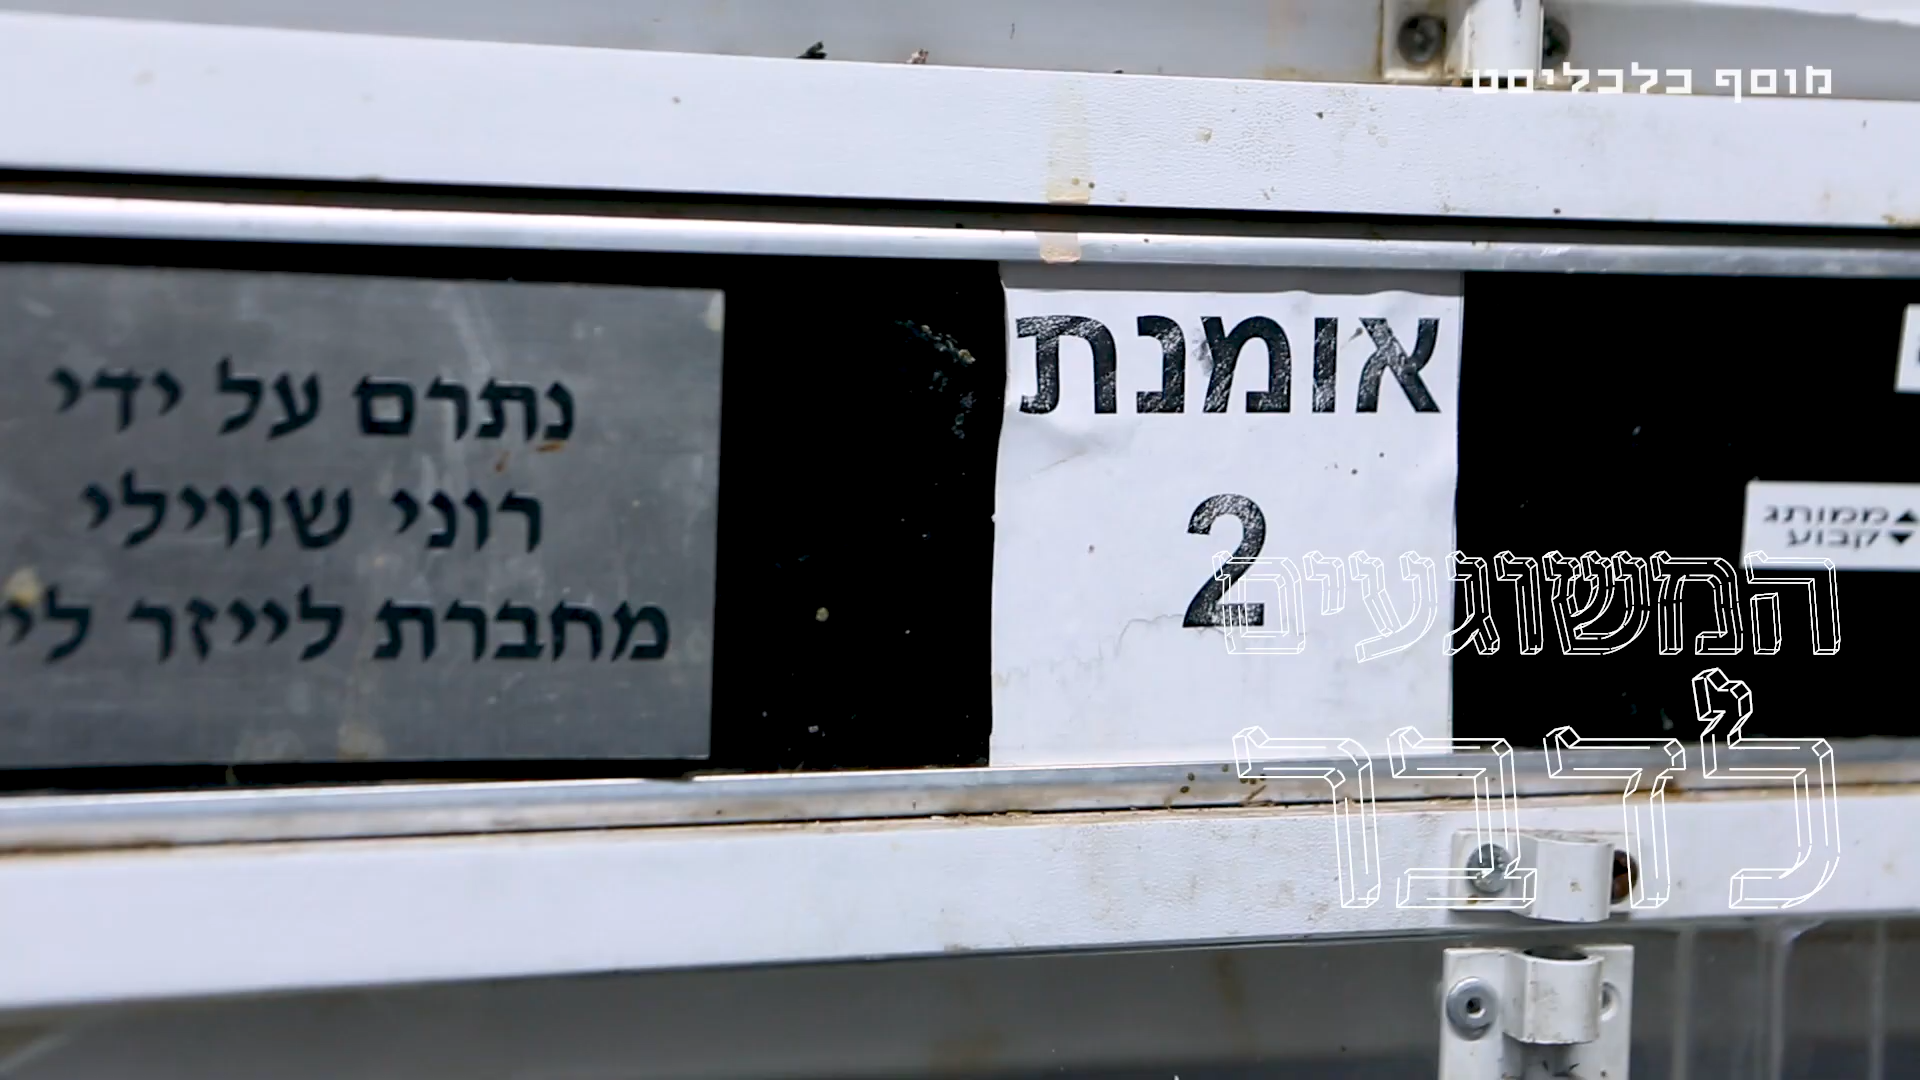 מוסף כלכליסט
נתרם על ידי
רוני שווילי
מחברת לייזר
אומנת
2
ממותג
קבוע
המשוגעים
לדבר